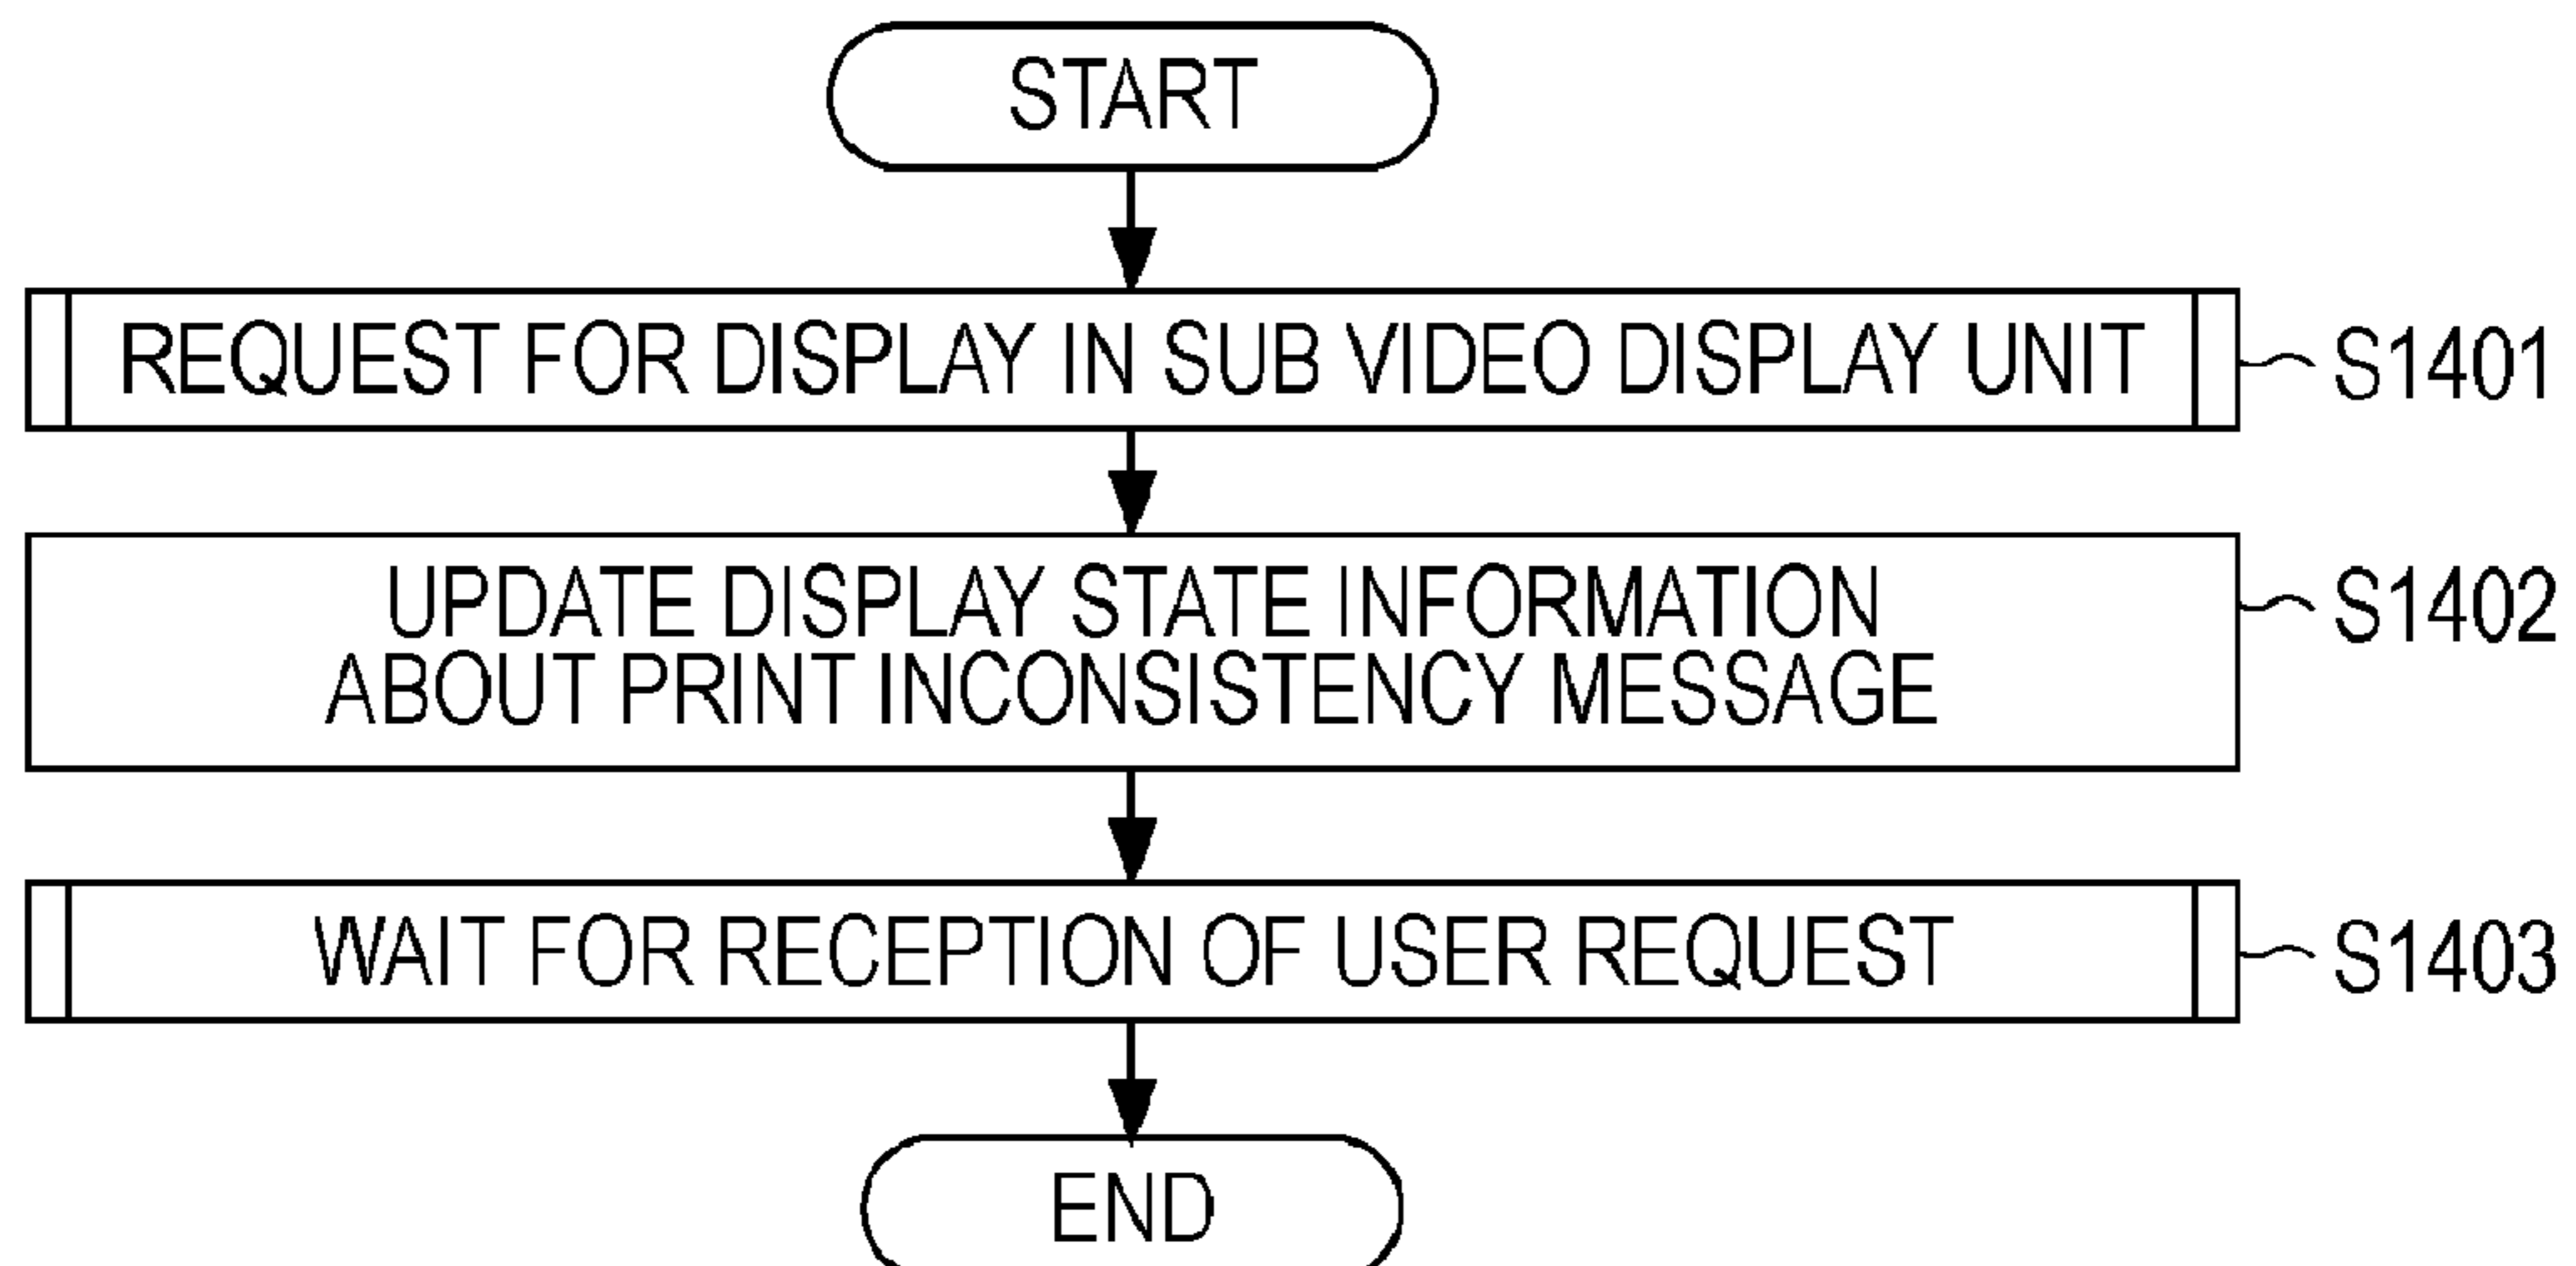 START
REQUEST FOR DISPLAY IN SUB VIDEO DISPLAY UNIT
S1401
UPDATE DISPLAY STATE INFORMATION
ABOUT PRINT INCONSISTENCY MESSAGE
S1402
WAIT FOR RECEPTION OF USER REQUEST
S1403
END